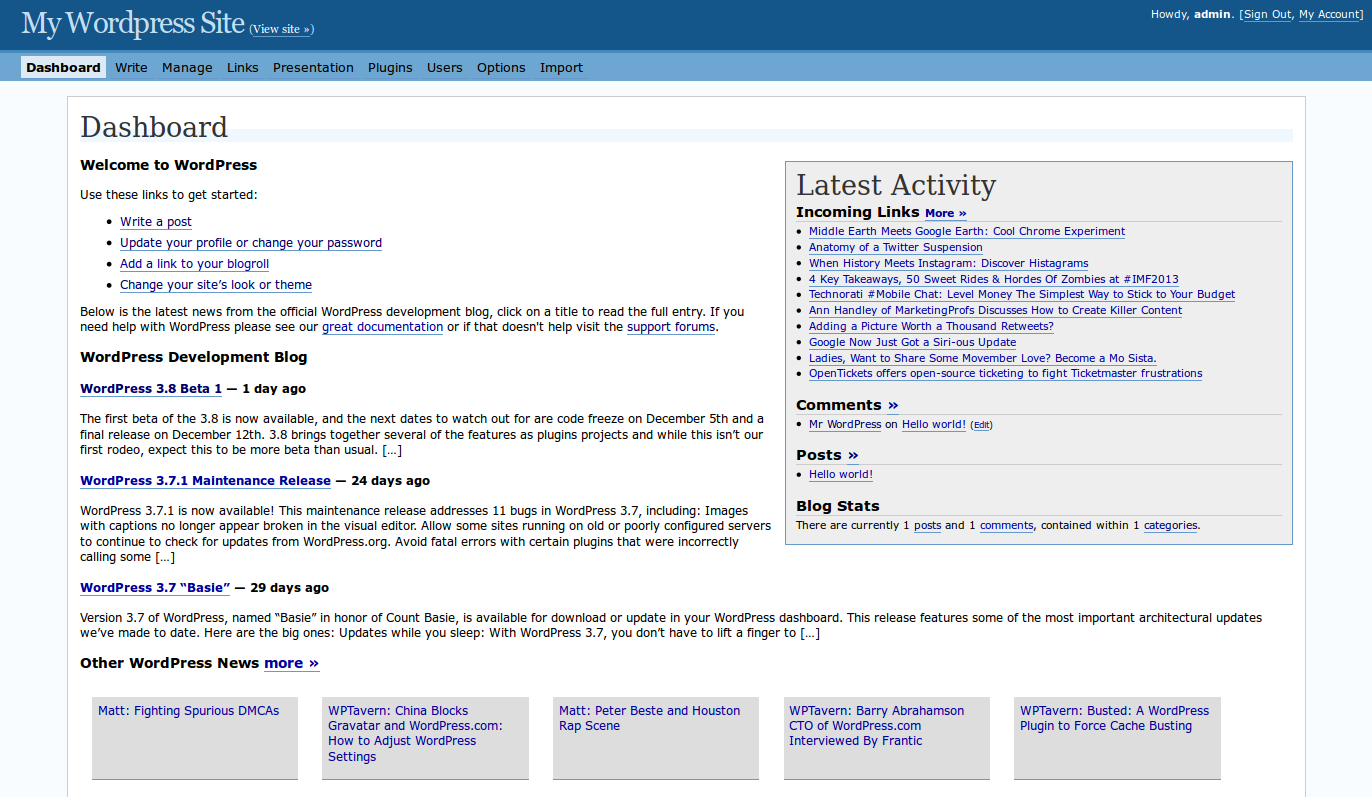 My Wordpress Site (View site »)
Howdy, admin. [Sign Out, My Account]
Dashboard Write Manage Links Presentation Plugins Users Options Import
Dashboard
Welcome to WordPress
Use these links to get started:
• Write a post
• Update your profile or change your password
• Add a link to your blogroll
• Change your site’s look or theme
Below is the latest news from the official WordPress development blog, click on a title to read the full entry. If you
need help with WordPress please see our great documentation or if that doesn't help visit the support forums.
WordPress Development Blog
WordPress 3.8 Beta 1 — 1 day ago
The first beta of the 3.8 is now available, and the next dates to watch out for are code freeze on December 5th and a
final release on December 12th. 3.8 brings together several of the features as plugins projects and while this isn’t our
first rodeo, expect this to be more beta than usual. […]
WordPress 3.7.1 Maintenance Release — 24 days ago
WordPress 3.7.1 is now available! This maintenance release addresses 11 bugs in WordPress 3.7, including: Images
with captions no longer appear broken in the visual editor. Allow some sites running on old or poorly configured servers
to continue to check for updates from WordPress.org. Avoid fatal errors with certain plugins that were incorrectly
calling some […]
WordPress 3.7 “Basie” — 29 days ago
Version 3.7 of WordPress, named “Basie” in honor of Count Basie, is available for download or update in your WordPress dashboard. This release features some of the most important architectural updates
we’ve made to date. Here are the big ones: Updates while you sleep: With WordPress 3.7, you don’t have to lift a finger to […]
Latest Activity
Incoming Links More »
• Middle Earth Meets Google Earth: Cool Chrome Experiment
• Anatomy of a Twitter Suspension
• When History Meets Instagram: Discover Histagrams
• 4 Key Takeaways, 50 Sweet Rides & Hordes Of Zombies at #IMF2013
• Technorati #Mobile Chat: Level Money The Simplest Way to Stick to Your Budget
• Ann Handley of MarketingProfs Discusses How to Create Killer Content
• Adding a Picture Worth a Thousand Retweets?
• Google Now Just Got a Siri-ous Update
• Ladies, Want to Share Some Movember Love? Become a Mo Sista.
• OpenTickets offers open-source ticketing to fight Ticketmaster frustrations
Comments »
• Mr WordPress on Hello world! (Edit)
Posts »
• Hello world!
Blog Stats
There are currently 1 posts and 1 comments, contained within 1 categories.
Other WordPress News more »
Matt: Fighting Spurious DMCAs
WPTavern: China Blocks
Gravatar and WordPress.com:
How to Adjust WordPress
Settings
Matt: Peter Beste and Houston
Rap Scene
WPTavern: Barry Abrahamson
CTO of WordPress.com
Interviewed By Frantic
WPTavern: Busted: A WordPress
Plugin to Force Cache Busting